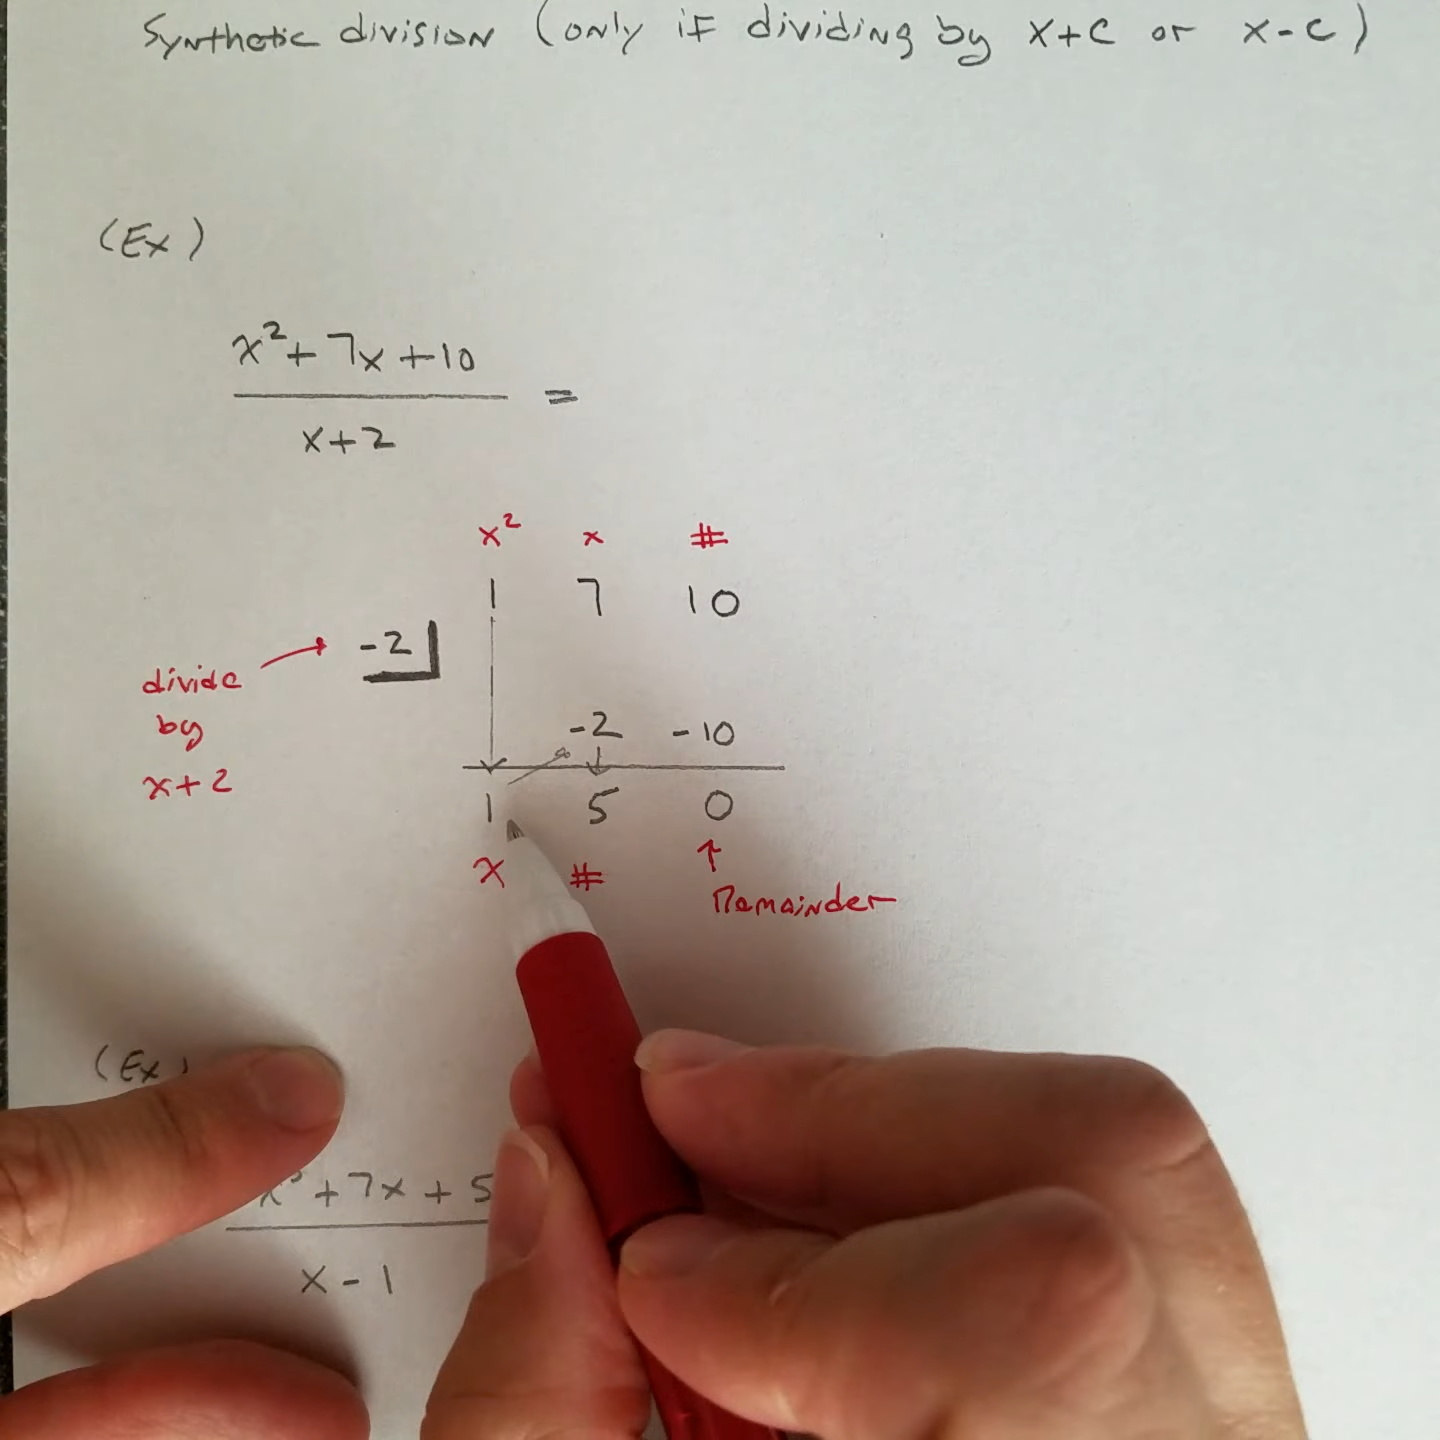 Synthetic division (only if dividing by x+c or x-c)
(Ex)
x²+7x+10
=
x+2
x² x #
1 7 10
-2
divide
by
x+2
-2 -10
1 5 0
x #
Remainder
(Ex)
+7x+5
x-1